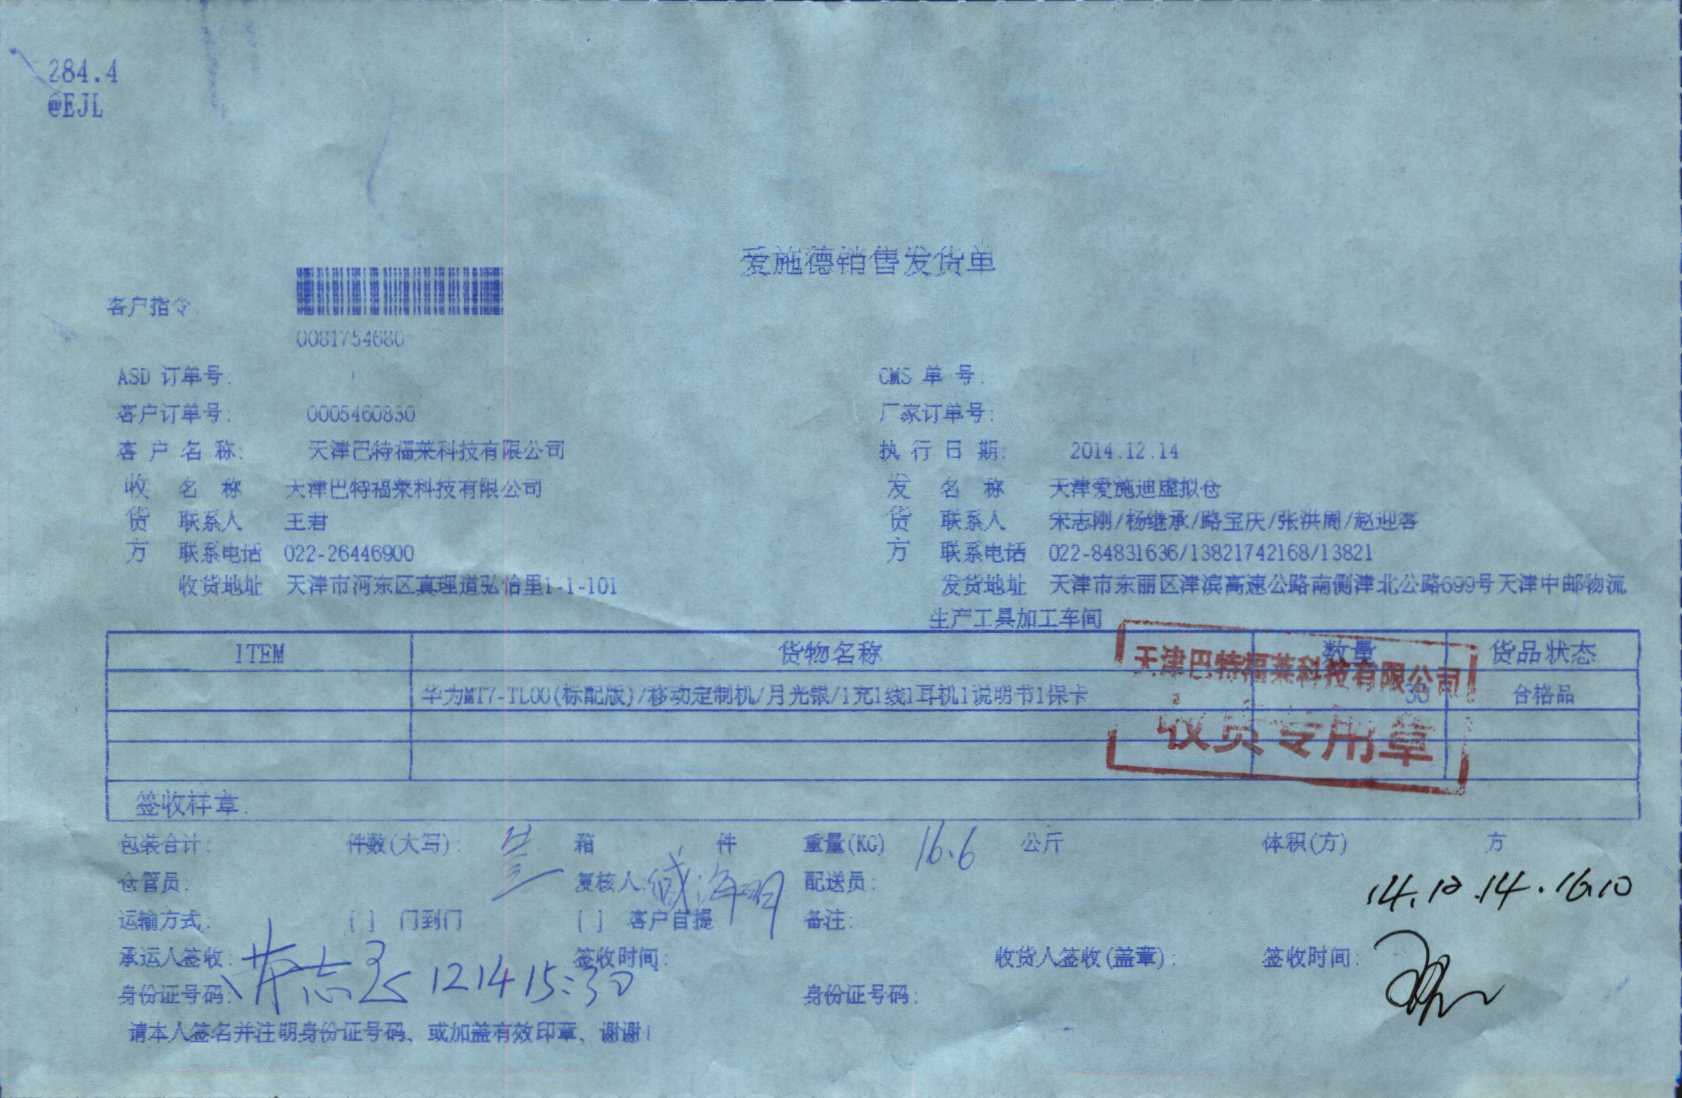 284.4
@EJL
爱施德销售发货单
客户指令:
0081754680
ASD 订单号: CMS 单 号:
客户订单号: 0005460830 厂家订单号:
客 户 名 称: 天津巴特福莱科技有限公司 执 行 日 期: 2014.12.14
收 名 称 天津巴特福莱科技有限公司 发 名 称 天津爱施迪虚拟仓
货 联系人 王君 货 联系人 宋志刚/杨继承/路宝庆/张洪周/赵迎春
方 联系电话 022-26446900 方 联系电话 022-84831636/13821742168/13821
收货地址 天津市河东区真理道弘怡里1-1-101 发货地址 天津市东丽区津滨高速公路南侧津北公路699号天津中邮物流
生产工具加工车间
ITEM 货物名称 数量 货品状态
天津巴特福莱科技有限公司
华为MT7-TL00(标配版)/移动定制机/月光银/1充1线1耳机1说明书1保卡 合格品
收货专用章
签收样章:
包装合计: 件数(大写): 箱 件 重量(KG) 16.6 公斤 体积(方) 方
仓管员: 复核人: 配送员:
14.12.14.16:10
运输方式: [ ] 门到门 [ ] 客户自提 备注:
承运人签收: 签收时间: 收货人签收(盖章): 签收时间:
1214 15:30
身份证号码: 身份证号码:
请本人签名并注明身份证号码、或加盖有效印章、谢谢!